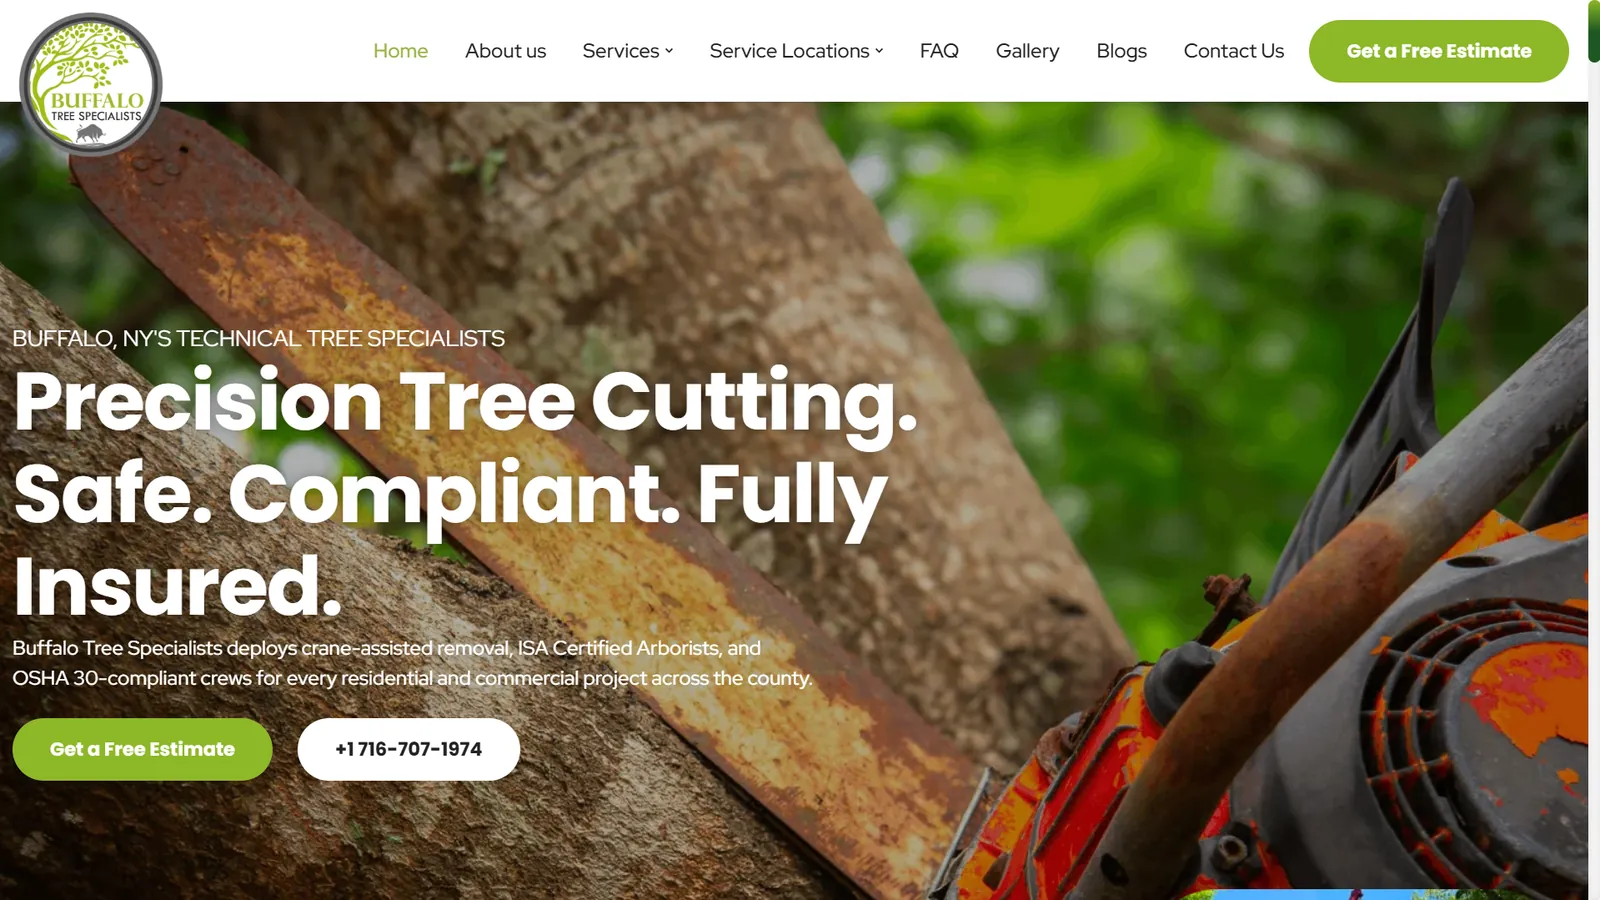 BUFFALO
TREE SPECIALISTS
Home
About us
Services
Service Locations
FAQ
Gallery
Blogs
Contact Us
Get a Free Estimate
BUFFALO, NY'S TECHNICAL TREE SPECIALISTS
Precision Tree Cutting.
Safe. Compliant. Fully
Insured.
Buffalo Tree Specialists deploys crane-assisted removal, ISA Certified Arborists, and
OSHA 30-compliant crews for every residential and commercial project across the county.
Get a Free Estimate
+1 716-707-1974